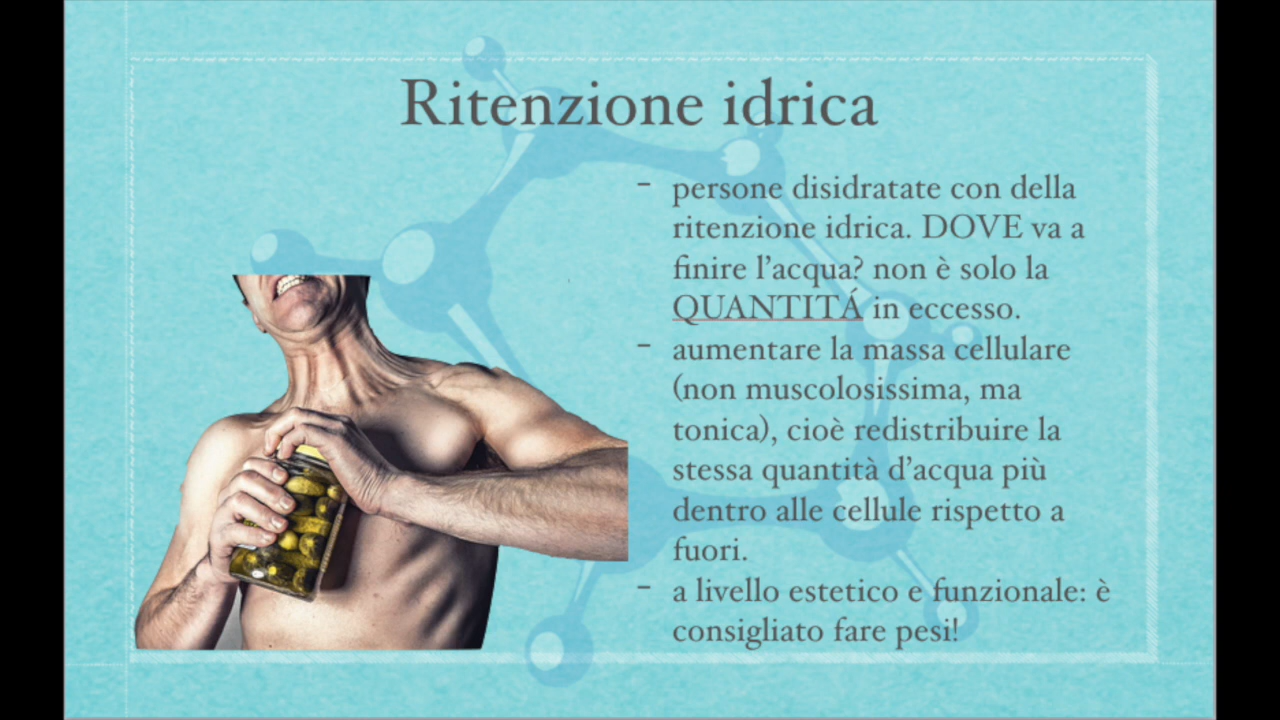 Ritenzione idrica
- persone disidratate con della
ritenzione idrica. DOVE va a
finire l’acqua? non è solo la
QUANTITÁ in eccesso.
- aumentare la massa cellulare
(non muscolosissima, ma
tonica), cioè redistribuire la
stessa quantità d’acqua più
dentro alle cellule rispetto a
fuori.
- a livello estetico e funzionale: è
consigliato fare pesi!